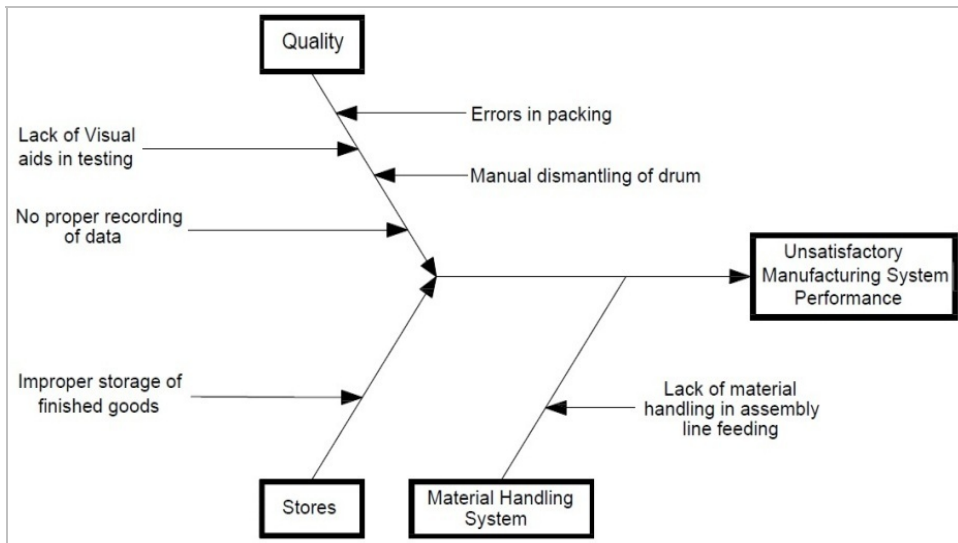 Quality
Errors in packing
Lack of Visual
aids in testing
Manual dismantling of drum
No proper recording
of data
Unsatisfactory
Manufacturing System
Performance
Improper storage of
finished goods
Lack of material
handling in assembly
line feeding
Stores
Material Handling
System